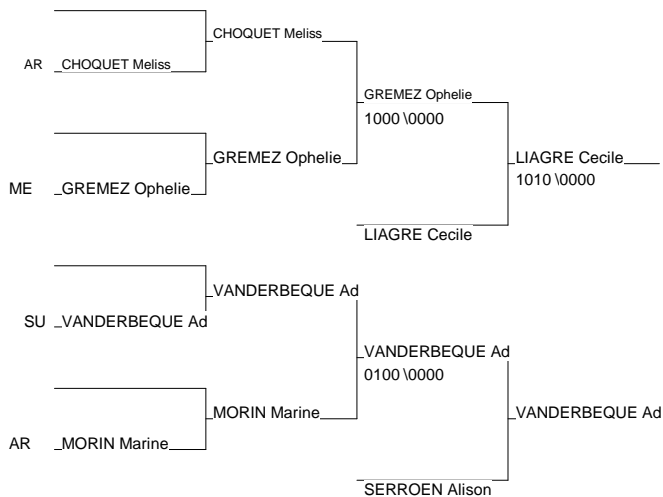 CHOQUET Meliss
AR CHOQUET Meliss
GREMEZ Ophelie
1000 \0000
GREMEZ Ophelie
LIAGRE Cecile
1010 \0000
ME GREMEZ Ophelie
LIAGRE Cecile
VANDERBEQUE Ad
SU VANDERBEQUE Ad
VANDERBEQUE Ad
0100 \0000
MORIN Marine
VANDERBEQUE Ad
AR MORIN Marine
SERROEN Alison